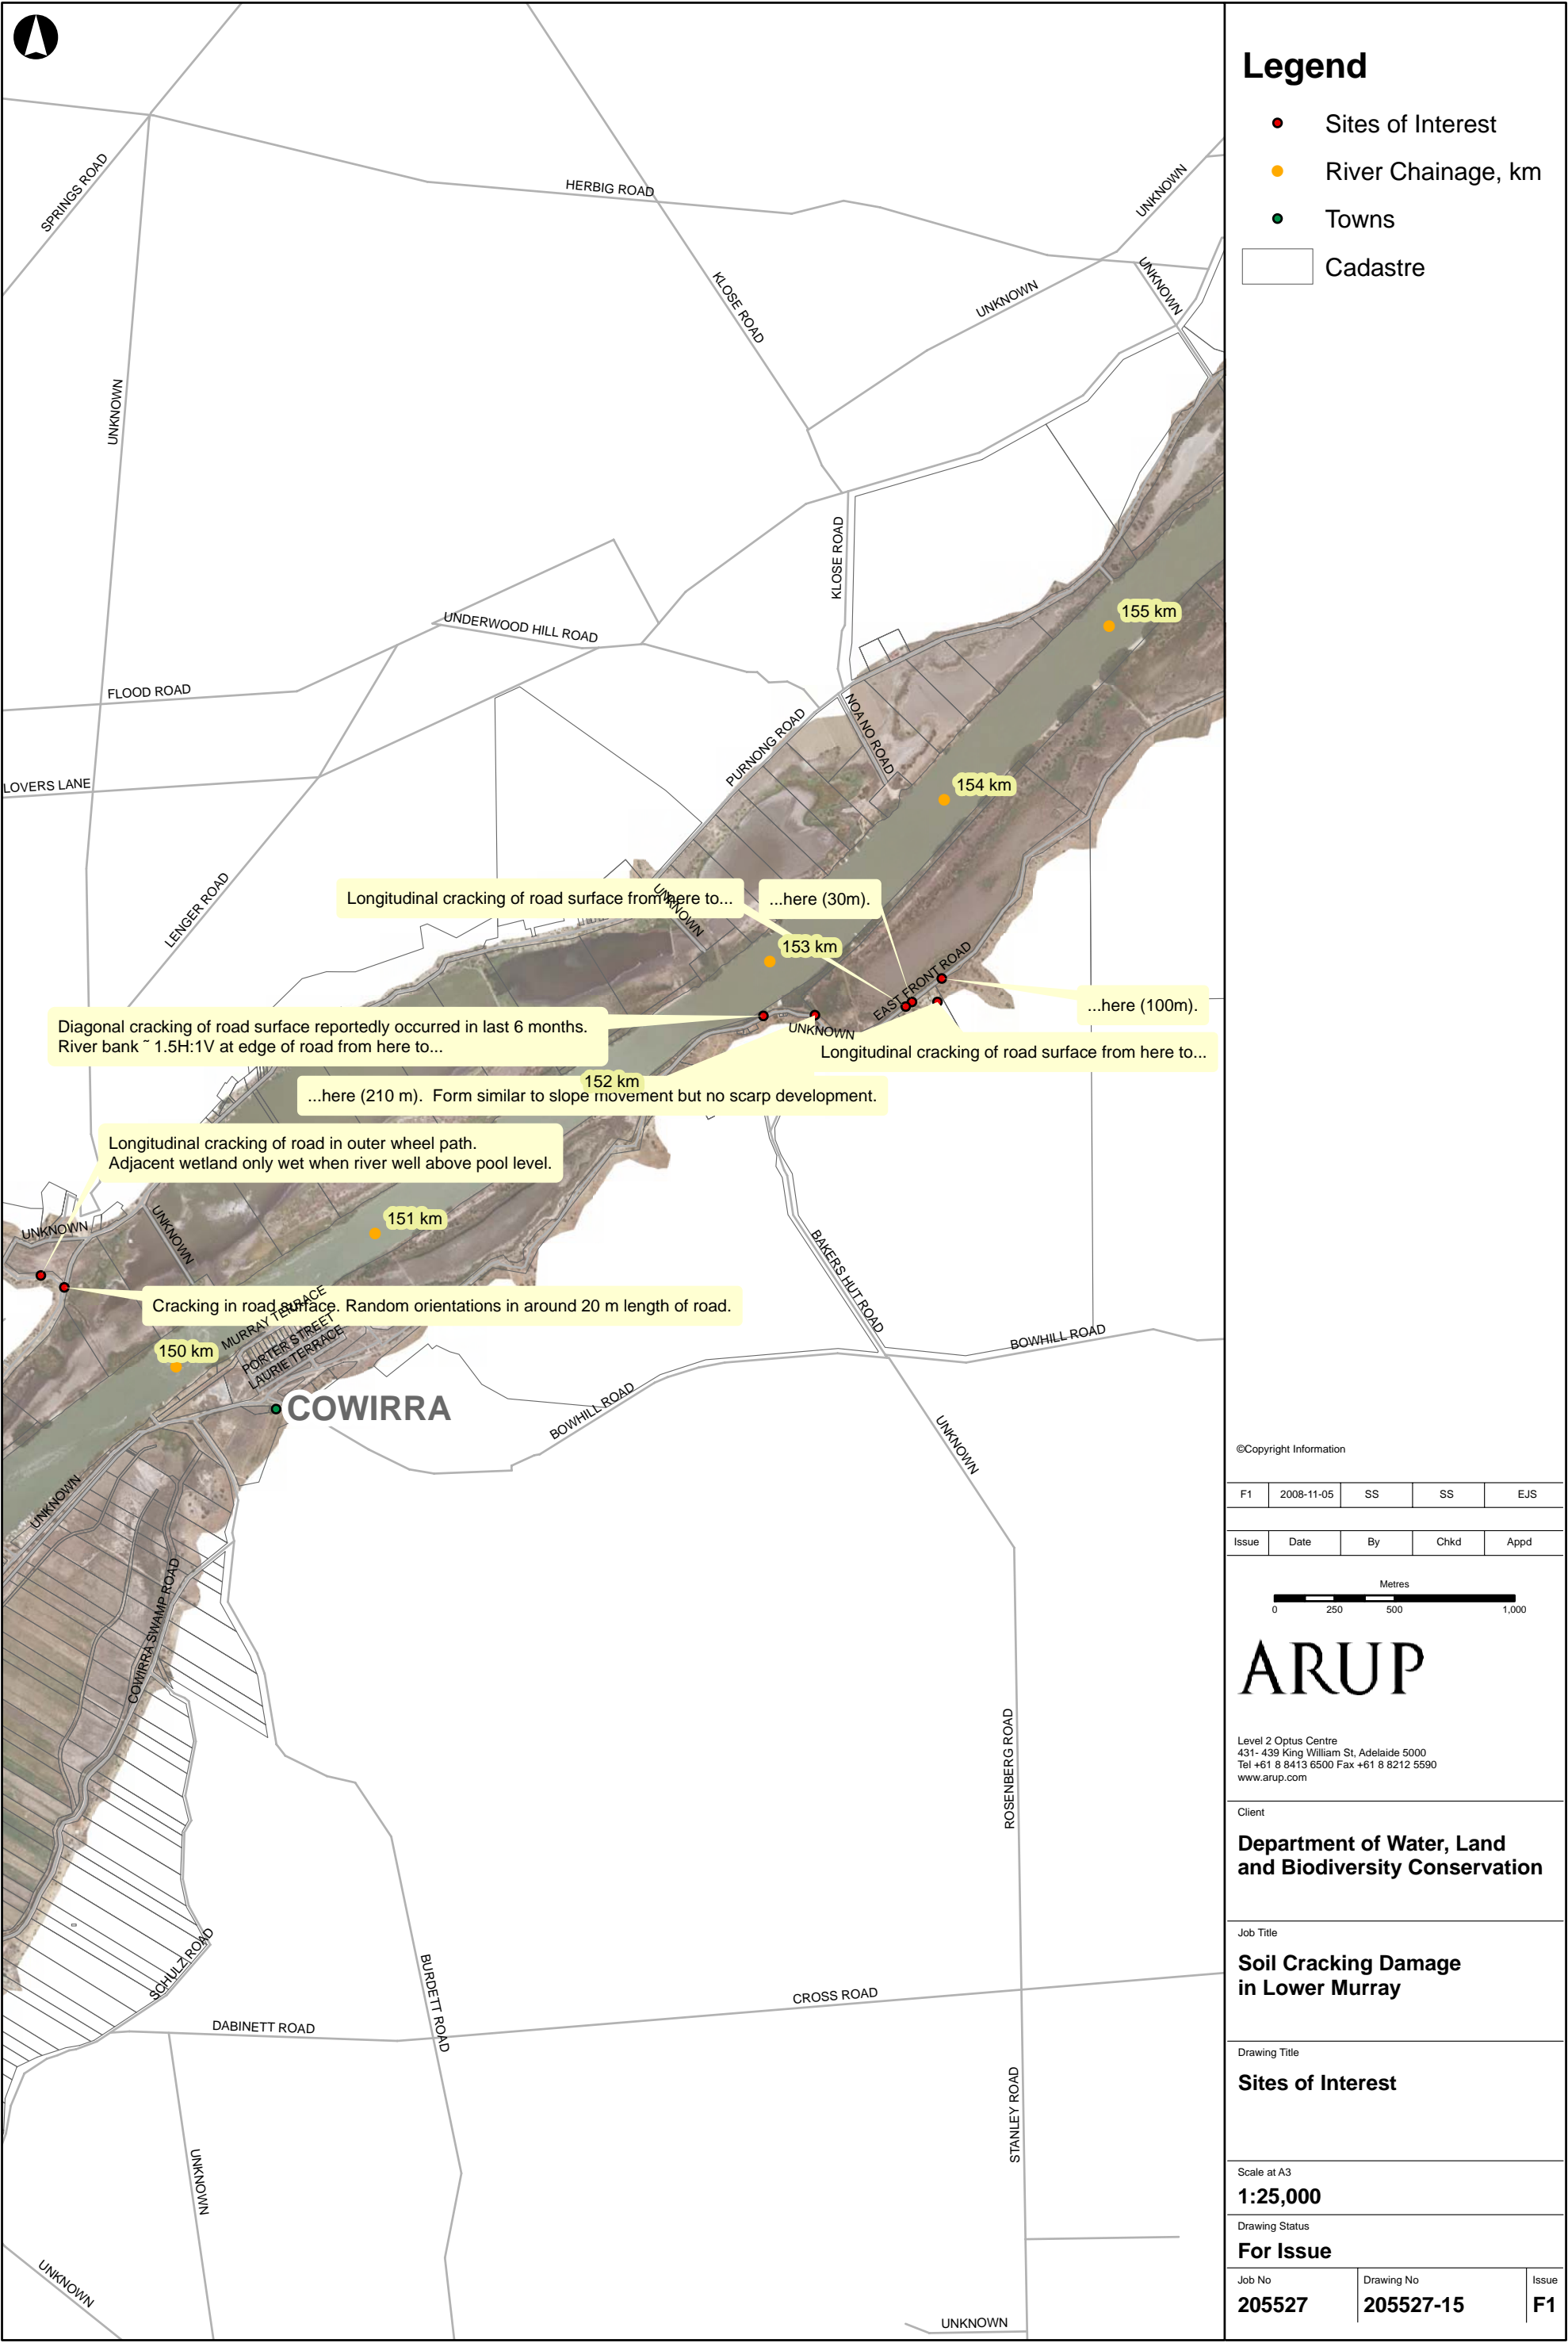 SPRINGS ROAD
HERBIG ROAD
UNKNOWN
KLOSE ROAD
UNKNOWN
UNKNOWN
UNKNOWN
KLOSE ROAD
155 km
UNDERWOOD HILL ROAD
FLOOD ROAD
NOA NO ROAD
PURNONG ROAD
LOVERS LANE
154 km
LENGER ROAD
Longitudinal cracking of road surface from here to...
UNKNOWN
...here (30m).
153 km
EAST FRONT ROAD
...here (100m).
Diagonal cracking of road surface reportedly occurred in last 6 months.
River bank ~ 1.5H:1V at edge of road from here to...
UNKNOWN
Longitudinal cracking of road surface from here to...
152 km
...here (210 m).  Form similar to slope movement but no scarp development.
Longitudinal cracking of road in outer wheel path.
Adjacent wetland only wet when river well above pool level.
151 km
UNKNOWN
UNKNOWN
BAKERS HUT ROAD
Cracking in road surface. Random orientations in around 20 m length of road.
MURRAY TERRACE
PORTER STREET
LAURIE TERRACE
150 km
BOWHILL ROAD
COWIRRA
BOWHILL ROAD
UNKNOWN
UNKNOWN
COWIRRA SWAMP ROAD
ROSENBERG ROAD
SCHULZ ROAD
BURDETT ROAD
CROSS ROAD
DABINETT ROAD
STANLEY ROAD
UNKNOWN
UNKNOWN
UNKNOWN
Legend
Sites of Interest
River Chainage, km
Towns
Cadastre
©Copyright Information
F1 2008-11-05 SS SS EJS
Issue Date By Chkd Appd
Metres
0 250 500 1,000
ARUP
Level 2 Optus Centre
431- 439 King William St, Adelaide 5000
Tel +61 8 8413 6500 Fax +61 8 8212 5590
www.arup.com
Client
Department of Water, Land
and Biodiversity Conservation
Job Title
Soil Cracking Damage
in Lower Murray
Drawing Title
Sites of Interest
Scale at A3
1:25,000
Drawing Status
For Issue
Job No Drawing No Issue
205527 205527-15 F1